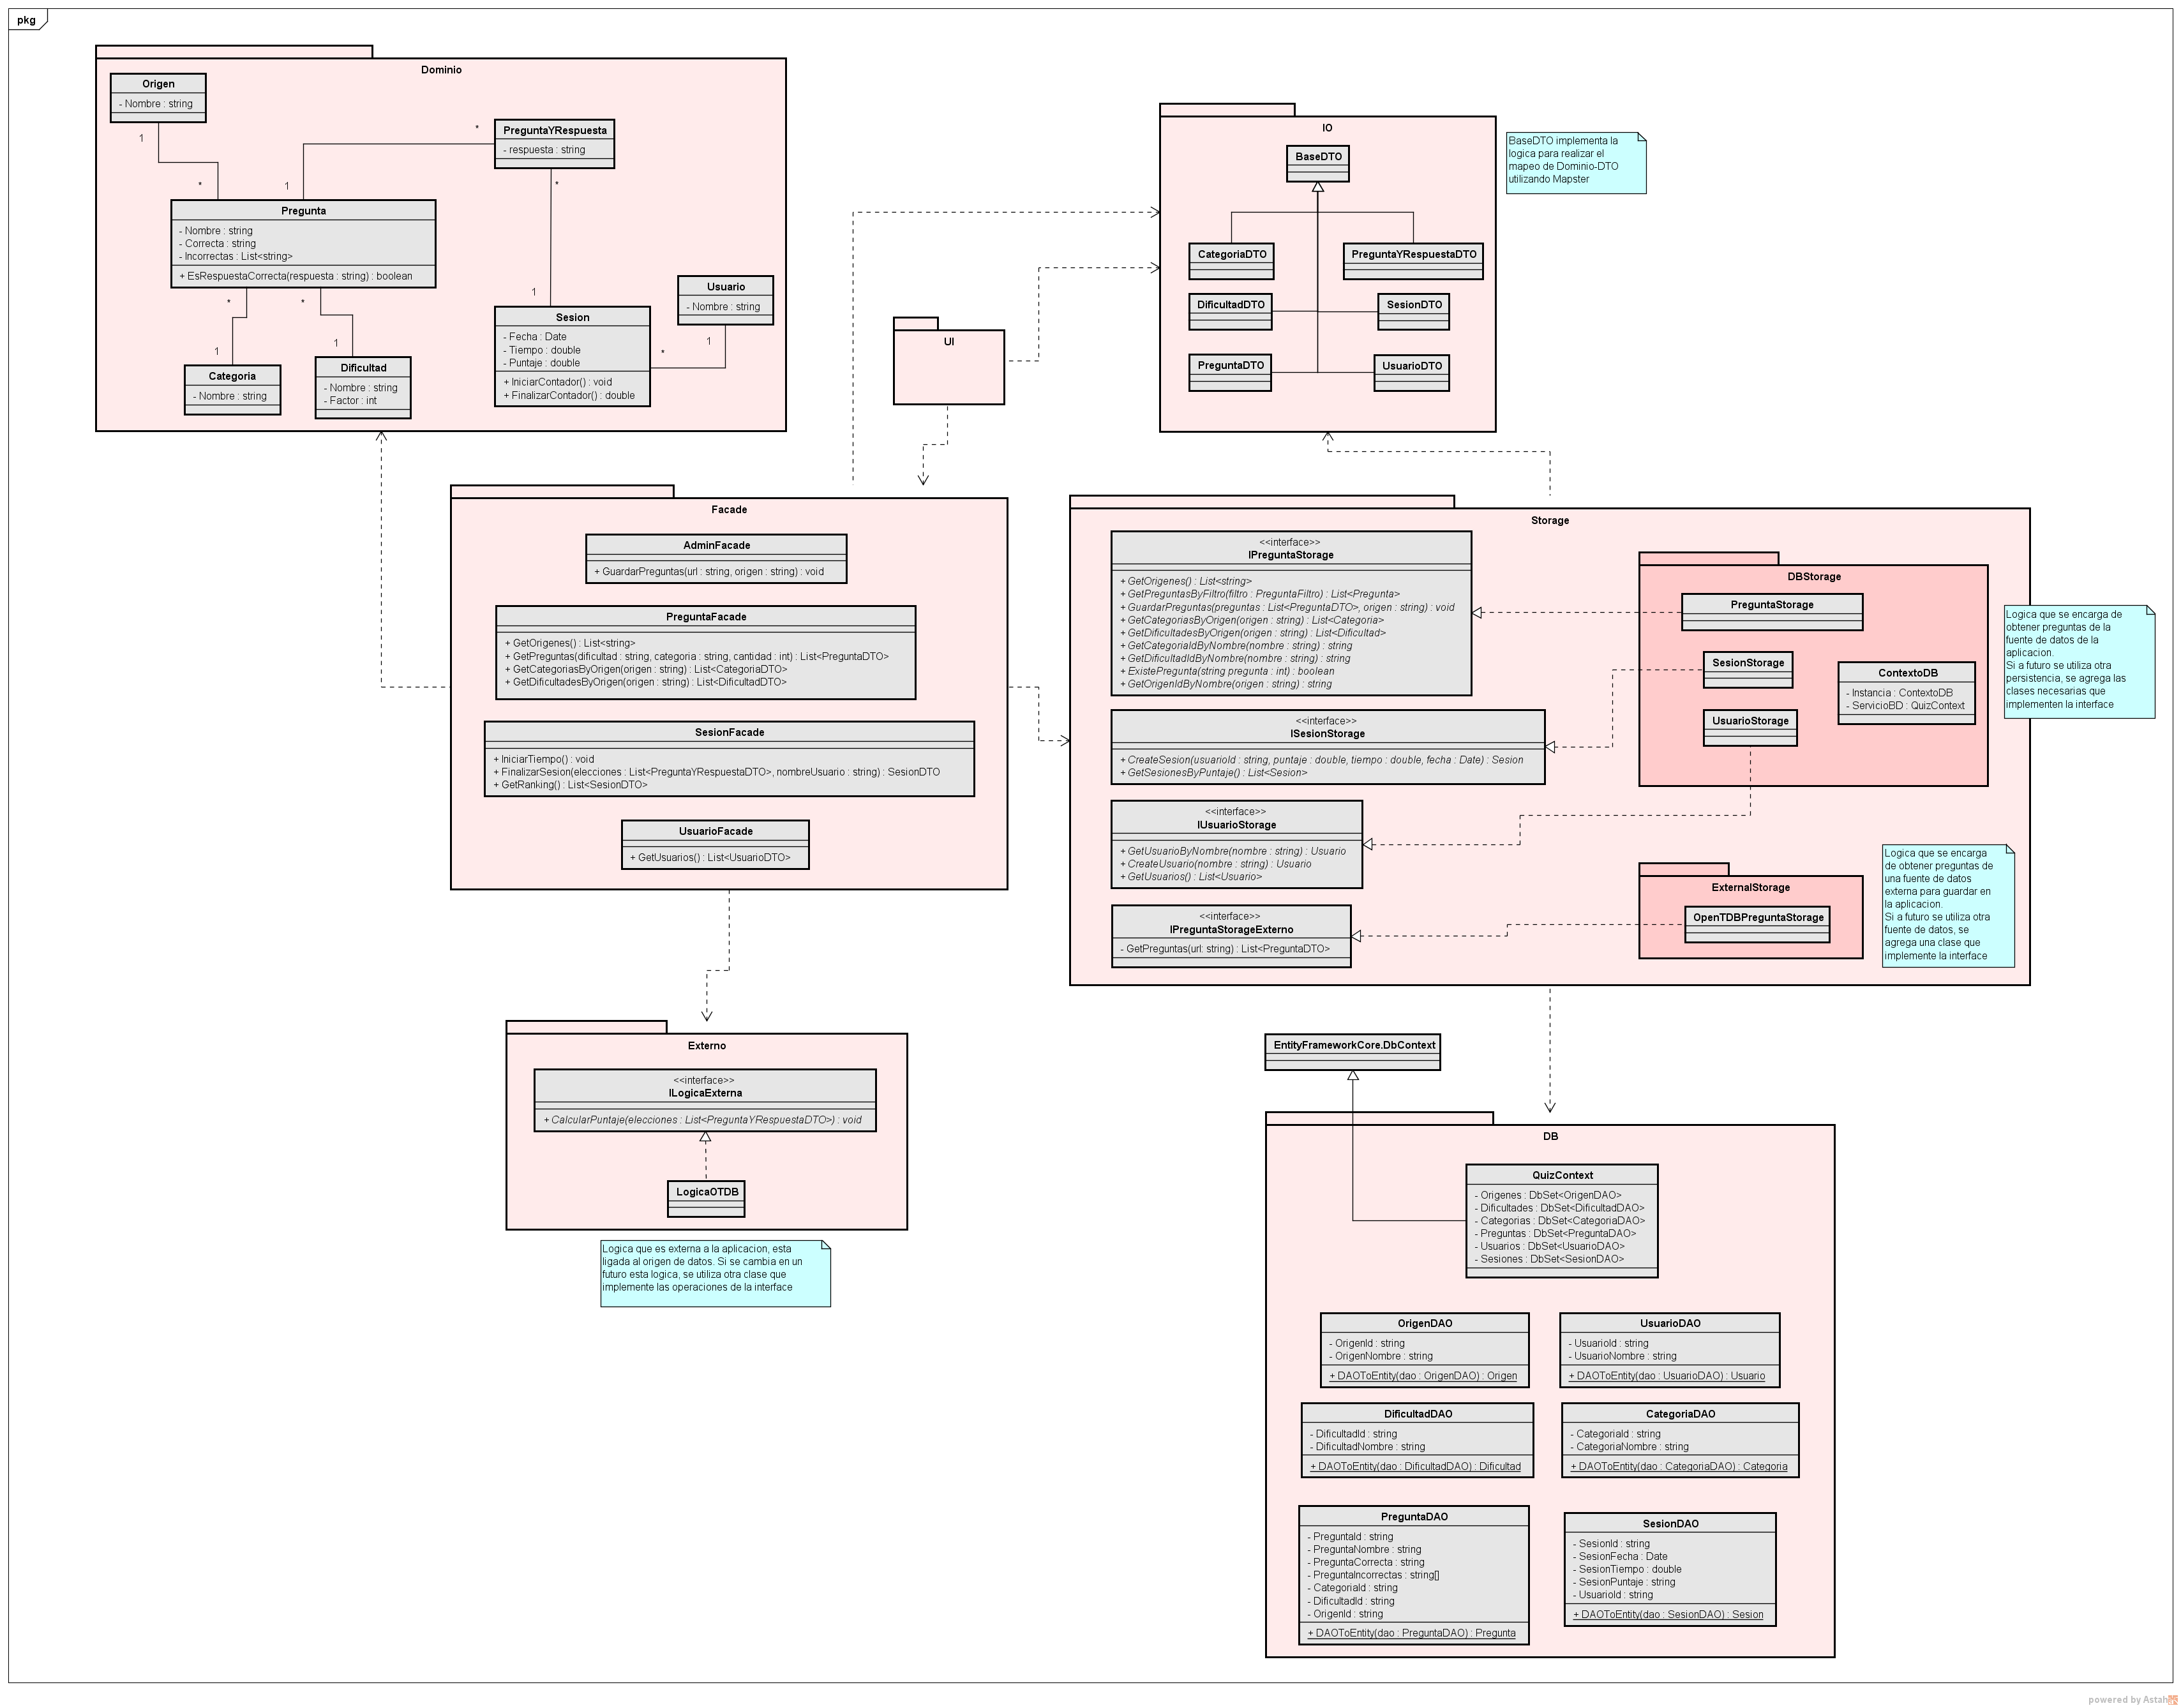 pkg
Dominio
Origen
- Nombre : string
1
*
PreguntaYRespuesta
- respuesta : string
*
1
*
1
Pregunta
- Nombre : string
- Correcta : string
- Incorrectas : List<string>
+ EsRespuestaCorrecta(respuesta : string) : boolean
*
*
1
1
Categoria
- Nombre : string
Dificultad
- Nombre : string
- Factor : int
Sesion
- Fecha : Date
- Tiempo : double
- Puntaje : double
+ IniciarContador() : void
+ FinalizarContador() : double
Usuario
- Nombre : string
1
*
UI
IO
BaseDTO
CategoriaDTO
PreguntaYRespuestaDTO
DificultadDTO
SesionDTO
PreguntaDTO
UsuarioDTO
BaseDTO implementa la
logica para realizar el
mapeo de Dominio-DTO
utilizando Mapster
Facade
AdminFacade
+ GuardarPreguntas(url : string, origen : string) : void
PreguntaFacade
+ GetOrigenes() : List<string>
+ GetPreguntas(dificultad : string, categoria : string, cantidad : int) : List<PreguntaDTO>
+ GetCategoriasByOrigen(origen : string) : List<CategoriaDTO>
+ GetDificultadesByOrigen(origen : string) : List<DificultadDTO>
SesionFacade
+ IniciarTiempo() : void
+ FinalizarSesion(elecciones : List<PreguntaYRespuestaDTO>, nombreUsuario : string) : SesionDTO
+ GetRanking() : List<SesionDTO>
UsuarioFacade
+ GetUsuarios() : List<UsuarioDTO>
Storage
<<interface>>
IPreguntaStorage
+ GetOrigenes() : List<string>
+ GetPreguntasByFiltro(filtro : PreguntaFiltro) : List<Pregunta>
+ GuardarPreguntas(preguntas : List<PreguntaDTO>, origen : string) : void
+ GetCategoriasByOrigen(origen : string) : List<Categoria>
+ GetDificultadesByOrigen(origen : string) : List<Dificultad>
+ GetCategoriaIdByNombre(nombre : string) : string
+ GetDificultadIdByNombre(nombre : string) : string
+ ExistePregunta(string pregunta : int) : boolean
+ GetOrigenIdByNombre(origen : string) : string
<<interface>>
ISesionStorage
+ CreateSesion(usuarioId : string, puntaje : double, tiempo : double, fecha : Date) : Sesion
+ GetSesionesByPuntaje() : List<Sesion>
<<interface>>
IUsuarioStorage
+ GetUsuarioByNombre(nombre : string) : Usuario
+ CreateUsuario(nombre : string) : Usuario
+ GetUsuarios() : List<Usuario>
<<interface>>
IPreguntaStorageExterno
- GetPreguntas(url: string) : List<PreguntaDTO>
DBStorage
PreguntaStorage
SesionStorage
UsuarioStorage
ContextoDB
- Instancia : ContextoDB
- ServicioBD : QuizContext
Logica que se encarga de
obtener preguntas de la
fuente de datos de la
aplicacion.
Si a futuro se utiliza otra
persistencia, se agrega las
clases necesarias que
implementen la interface
ExternalStorage
OpenTDBPreguntaStorage
Logica que se encarga
de obtener preguntas de
una fuente de datos
externa para guardar en
la aplicacion.
Si a futuro se utiliza otra
fuente de datos, se
agrega una clase que
implemente la interface
Externo
<<interface>>
ILogicaExterna
+ CalcularPuntaje(elecciones : List<PreguntaYRespuestaDTO>) : void
LogicaOTDB
Logica que es externa a la aplicacion, esta
ligada al origen de datos. Si se cambia en un
futuro esta logica, se utiliza otra clase que
implemente las operaciones de la interface
EntityFrameworkCore.DbContext
DB
QuizContext
- Origenes : DbSet<OrigenDAO>
- Dificultades : DbSet<DificultadDAO>
- Categorias : DbSet<CategoriaDAO>
- Preguntas : DbSet<PreguntaDAO>
- Usuarios : DbSet<UsuarioDAO>
- Sesiones : DbSet<SesionDAO>
OrigenDAO
- OrigenId : string
- OrigenNombre : string
+ DAOToEntity(dao : OrigenDAO) : Origen
UsuarioDAO
- UsuarioId : string
- UsuarioNombre : string
+ DAOToEntity(dao : UsuarioDAO) : Usuario
DificultadDAO
- DificultadId : string
- DificultadNombre : string
+ DAOToEntity(dao : DificultadDAO) : Dificultad
CategoriaDAO
- CategoriaId : string
- CategoriaNombre : string
+ DAOToEntity(dao : CategoriaDAO) : Categoria
PreguntaDAO
- PreguntaId : string
- PreguntaNombre : string
- PreguntaCorrecta : string
- PreguntaIncorrectas : string[]
- CategoriaId : string
- DificultadId : string
- OrigenId : string
+ DAOToEntity(dao : PreguntaDAO) : Pregunta
SesionDAO
- SesionId : string
- SesionFecha : Date
- SesionTiempo : double
- SesionPuntaje : string
- UsuarioId : string
+ DAOToEntity(dao : SesionDAO) : Sesion
powered by Astah